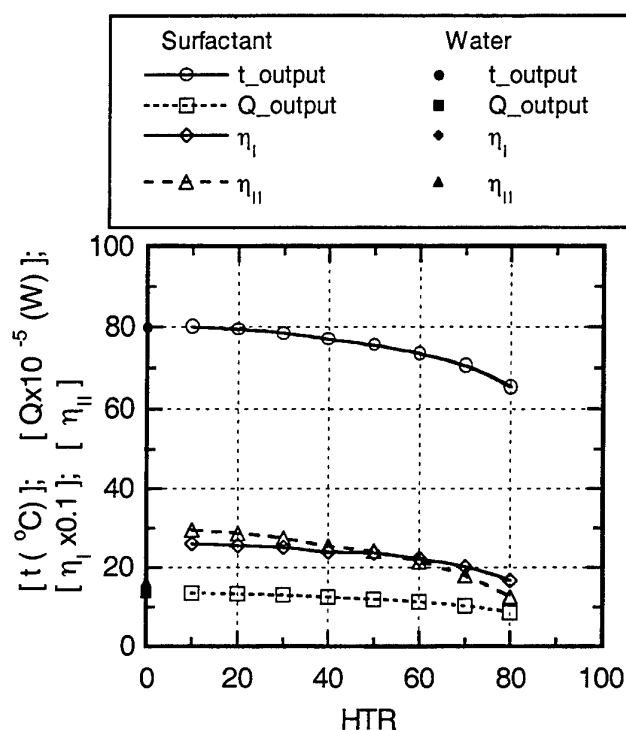 Surfactant Water
t_output t_output
Q_output Q_output
η_I η_I
η_II η_II
[ t ( °C) ]; [ Qx10 -5 (W) ];
[ η_I x0.1 ]; [ η_II ]
100
80
60
40
20
0
0 20 40 60 80 100
HTR